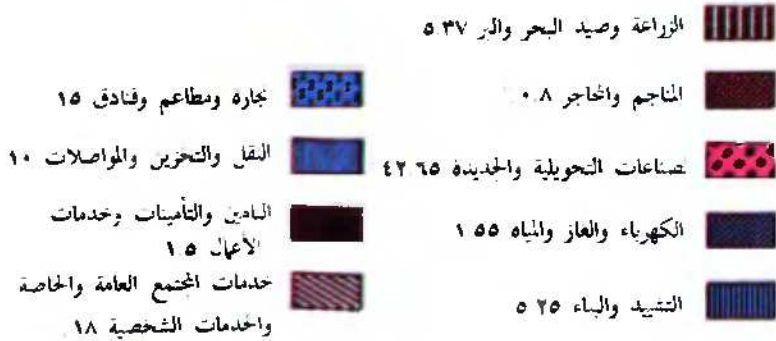 الزراعة وصيد البحر والبر ٥.٣٧
المناجم والمحاجر ٠.٨
صناعات التحويلية والجديدة ٤٢.٦٥
الكهرباء والغاز والمياه ١.٥٥
التشييد والبناء ٥.٢٥
تجارة ومطاعم وفنادق ١٥
النقل والتخزين والمواصلات ١٠
والتأمينات وخدمات
الأعمال ١.٥
خدمات المجتمع العامة والخاصة
والخدمات الشخصية ١٨